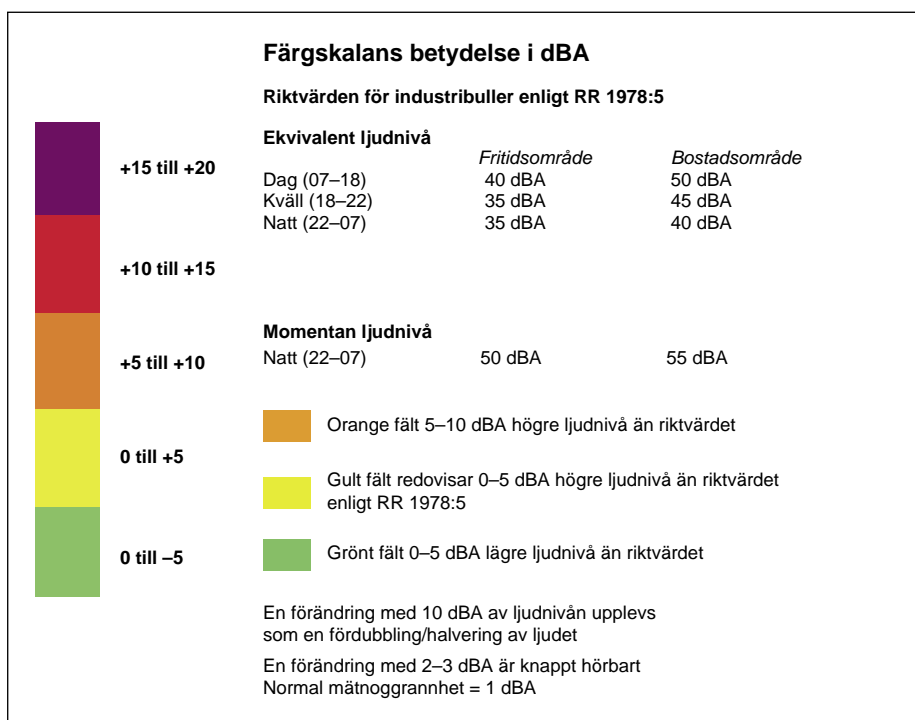 Färgskalans betydelse i dBA
Riktvärden för industribuller enligt RR 1978:5
Ekvivalent ljudnivå
Fritidsområde Bostadsområde
Dag (07–18) 40 dBA 50 dBA
Kväll (18–22) 35 dBA 45 dBA
Natt (22–07) 35 dBA 40 dBA
Momentan ljudnivå
Natt (22–07) 50 dBA 55 dBA
+15 till +20
+10 till +15
+5 till +10
0 till +5
0 till –5
Orange fält 5–10 dBA högre ljudnivå än riktvärdet
Gult fält redovisar 0–5 dBA högre ljudnivå än riktvärdet
enligt RR 1978:5
Grönt fält 0–5 dBA lägre ljudnivå än riktvärdet
En förändring med 10 dBA av ljudnivån upplevs
som en fördubbling/halvering av ljudet
En förändring med 2–3 dBA är knappt hörbart
Normal mätnoggrannhet = 1 dBA